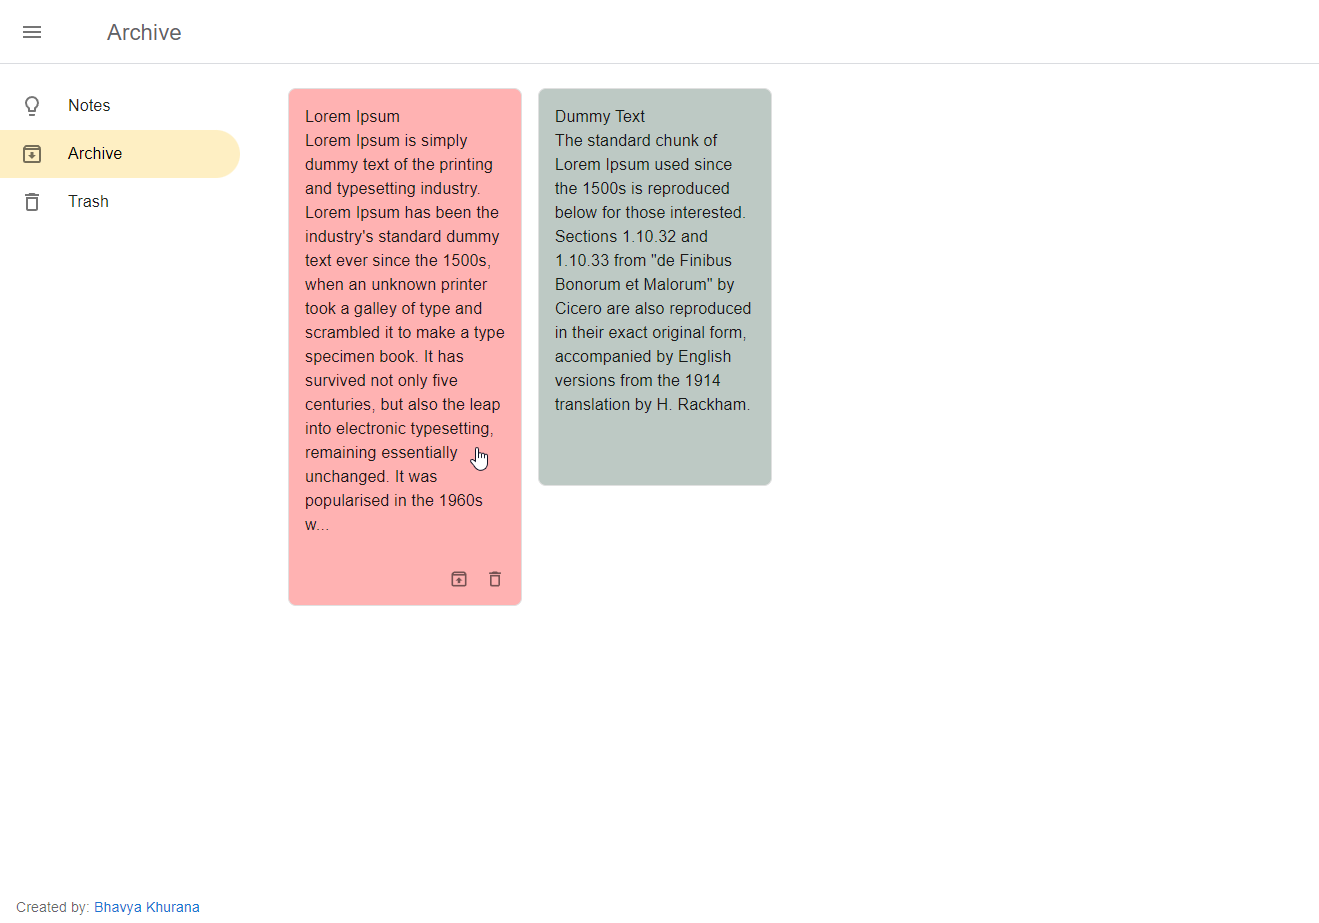 Archive
Notes
Archive
Trash
Lorem Ipsum
Lorem Ipsum is simply
dummy text of the printing
and typesetting industry.
Lorem Ipsum has been the
industry's standard dummy
text ever since the 1500s,
when an unknown printer
took a galley of type and
scrambled it to make a type
specimen book. It has
survived not only five
centuries, but also the leap
into electronic typesetting,
remaining essentially
unchanged. It was
popularised in the 1960s
w...
Dummy Text
The standard chunk of
Lorem Ipsum used since
the 1500s is reproduced
below for those interested.
Sections 1.10.32 and
1.10.33 from "de Finibus
Bonorum et Malorum" by
Cicero are also reproduced
in their exact original form,
accompanied by English
versions from the 1914
translation by H. Rackham.
Created by: Bhavya Khurana